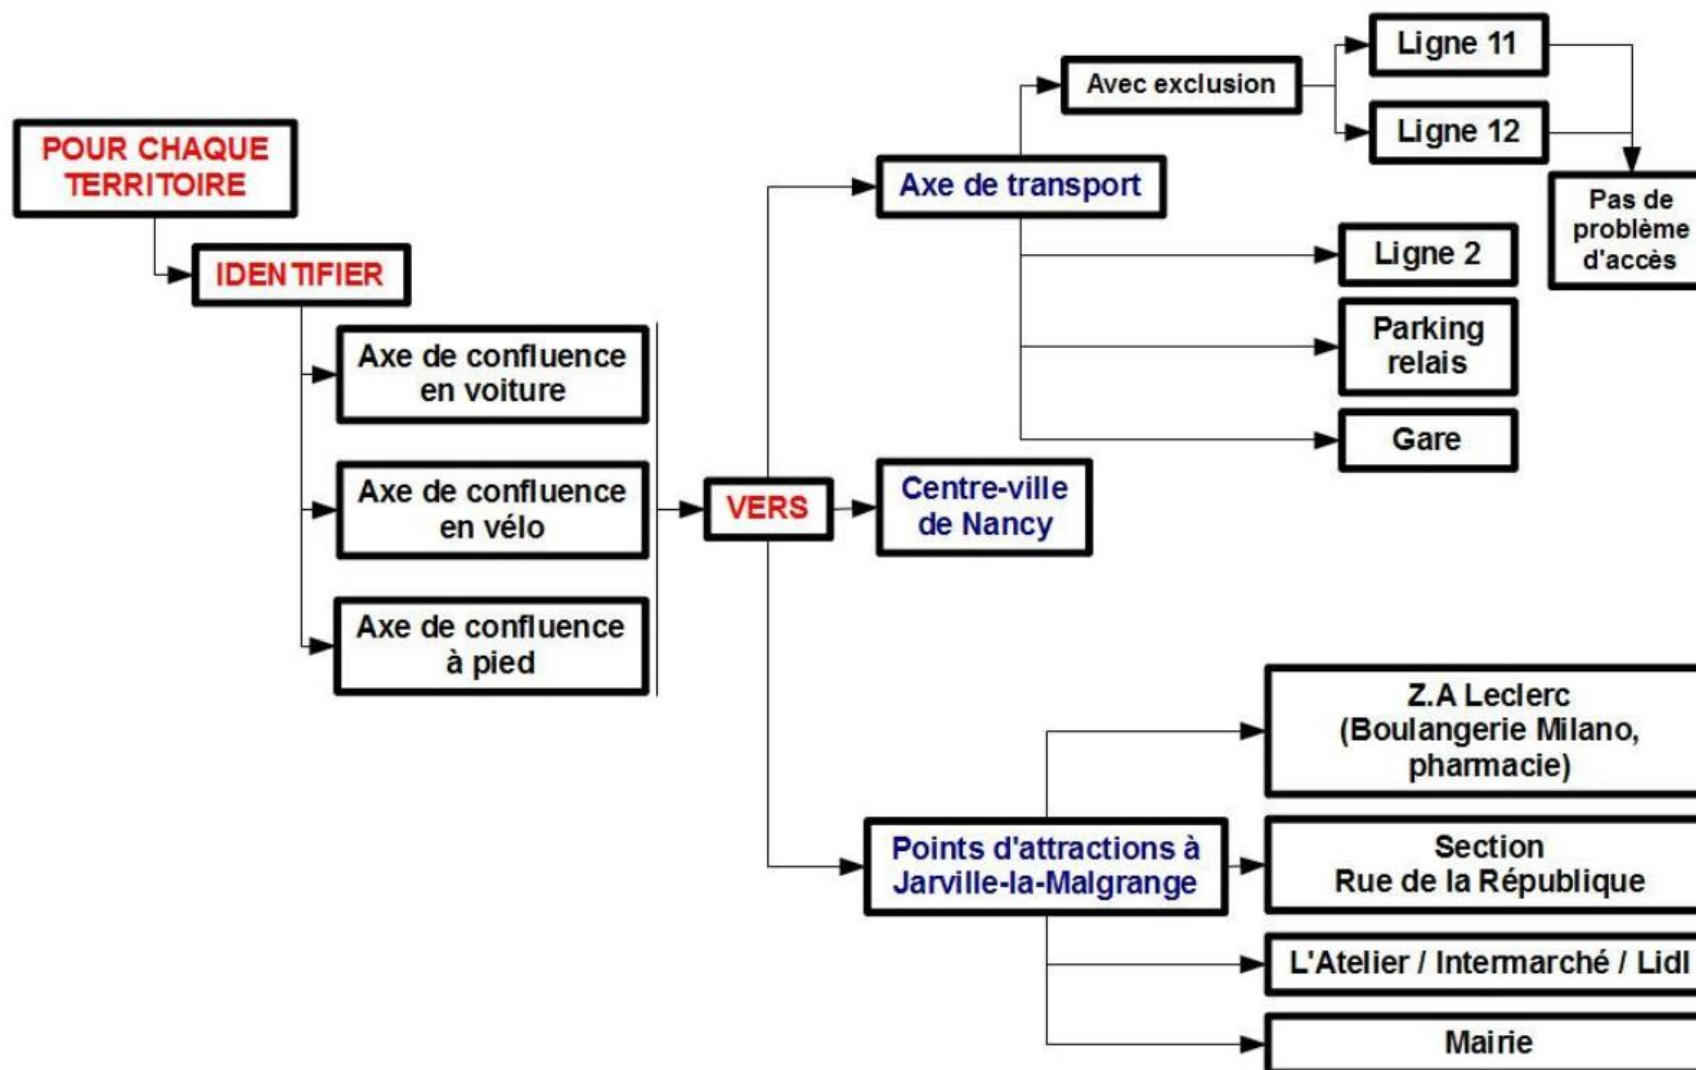 POUR CHAQUE
TERRITOIRE
IDENTIFIER
Axe de confluence
en voiture
Axe de confluence
en vélo
Axe de confluence
à pied
VERS
Axe de transport
Avec exclusion
Ligne 11
Ligne 12
Pas de
problème
d'accès
Ligne 2
Parking
relais
Gare
Centre-ville
de Nancy
Points d'attractions à
Jarville-la-Malgrange
Z.A Leclerc
(Boulangerie Milano,
pharmacie)
Section
Rue de la République
L'Atelier / Intermarché / Lidl
Mairie